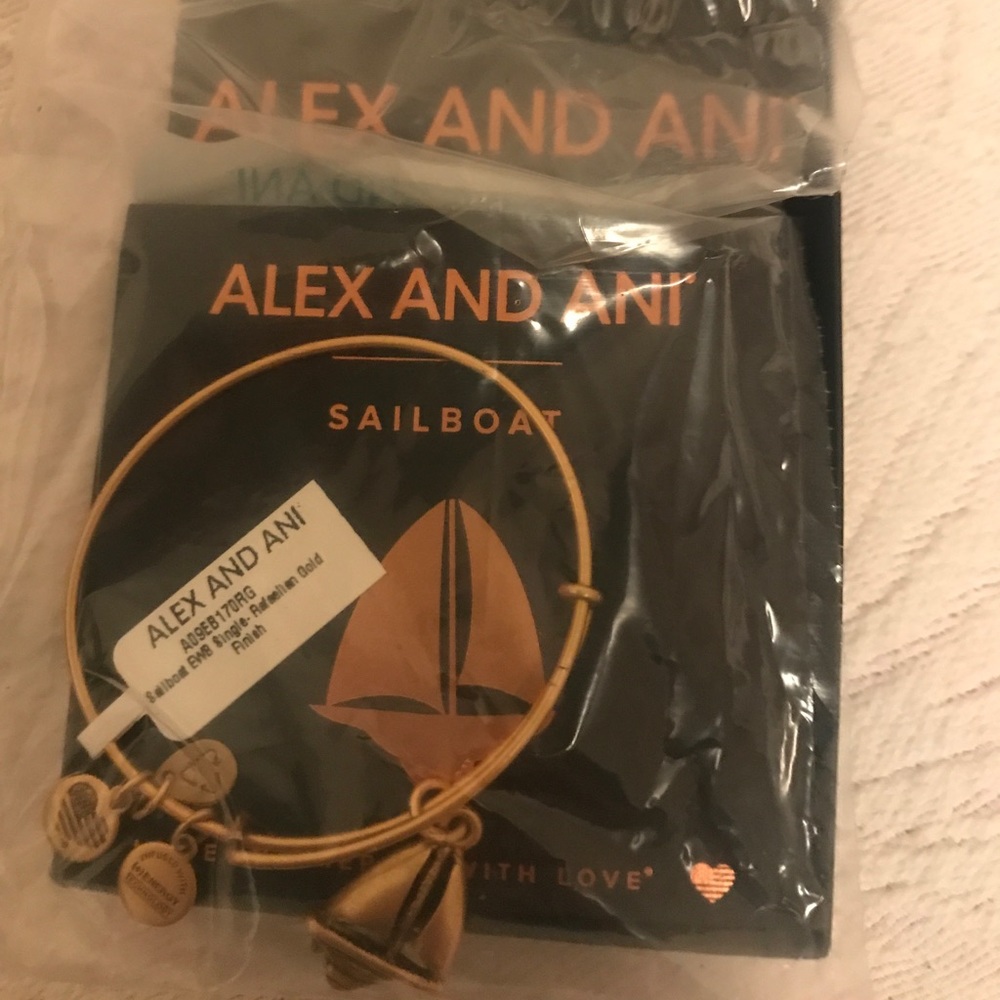 ALEX AND ANI
ALEX AND ANI
SAILBOAT
ALEX AND ANI
A09EB170RG
Sailboat EWB Single-Rafaelian Gold
Finish
WITH LOVE®